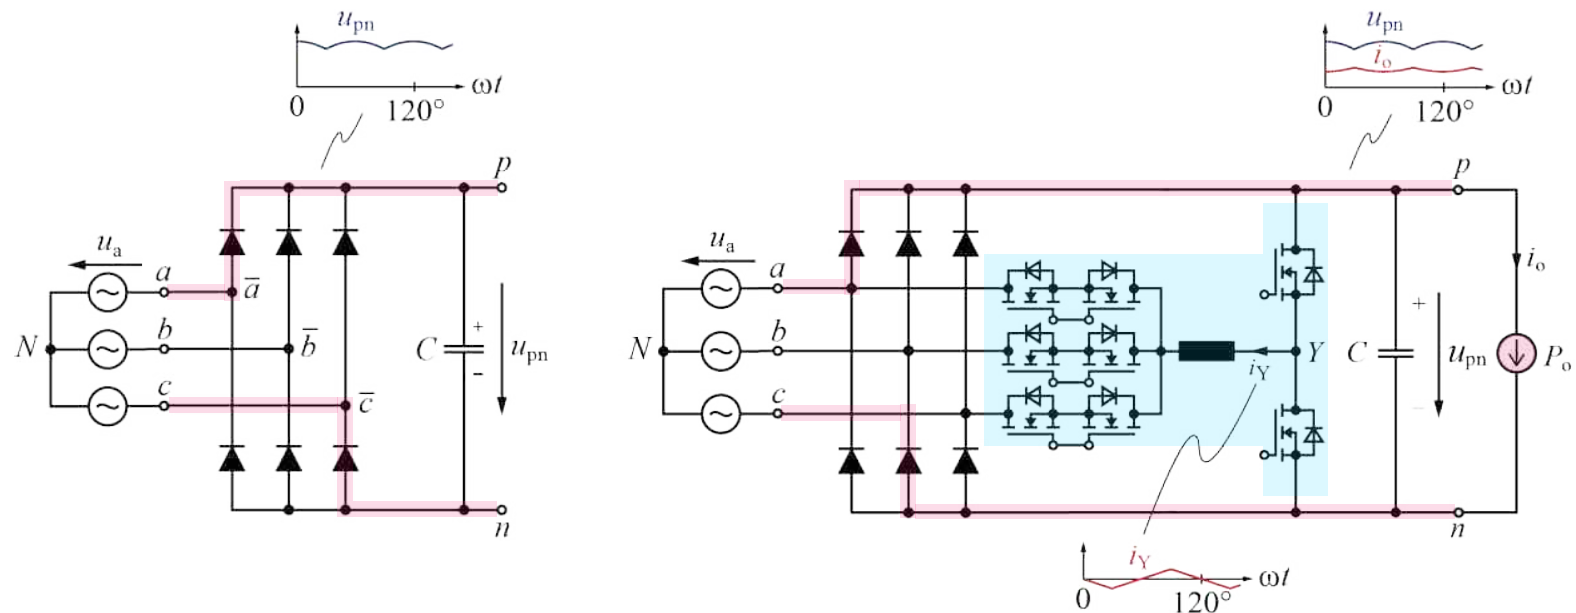 u_pn
0
120°
ωt
p
u_a
a
a̅
N
b
b̅
C
+
-
u_pn
c
c̅
n
u_pn
i_o
0
120°
ωt
p
u_a
a
i_o
N
b
i_Y
Y
C
+
−
u_pn
P_o
c
n
i_Y
0
120°
ωt